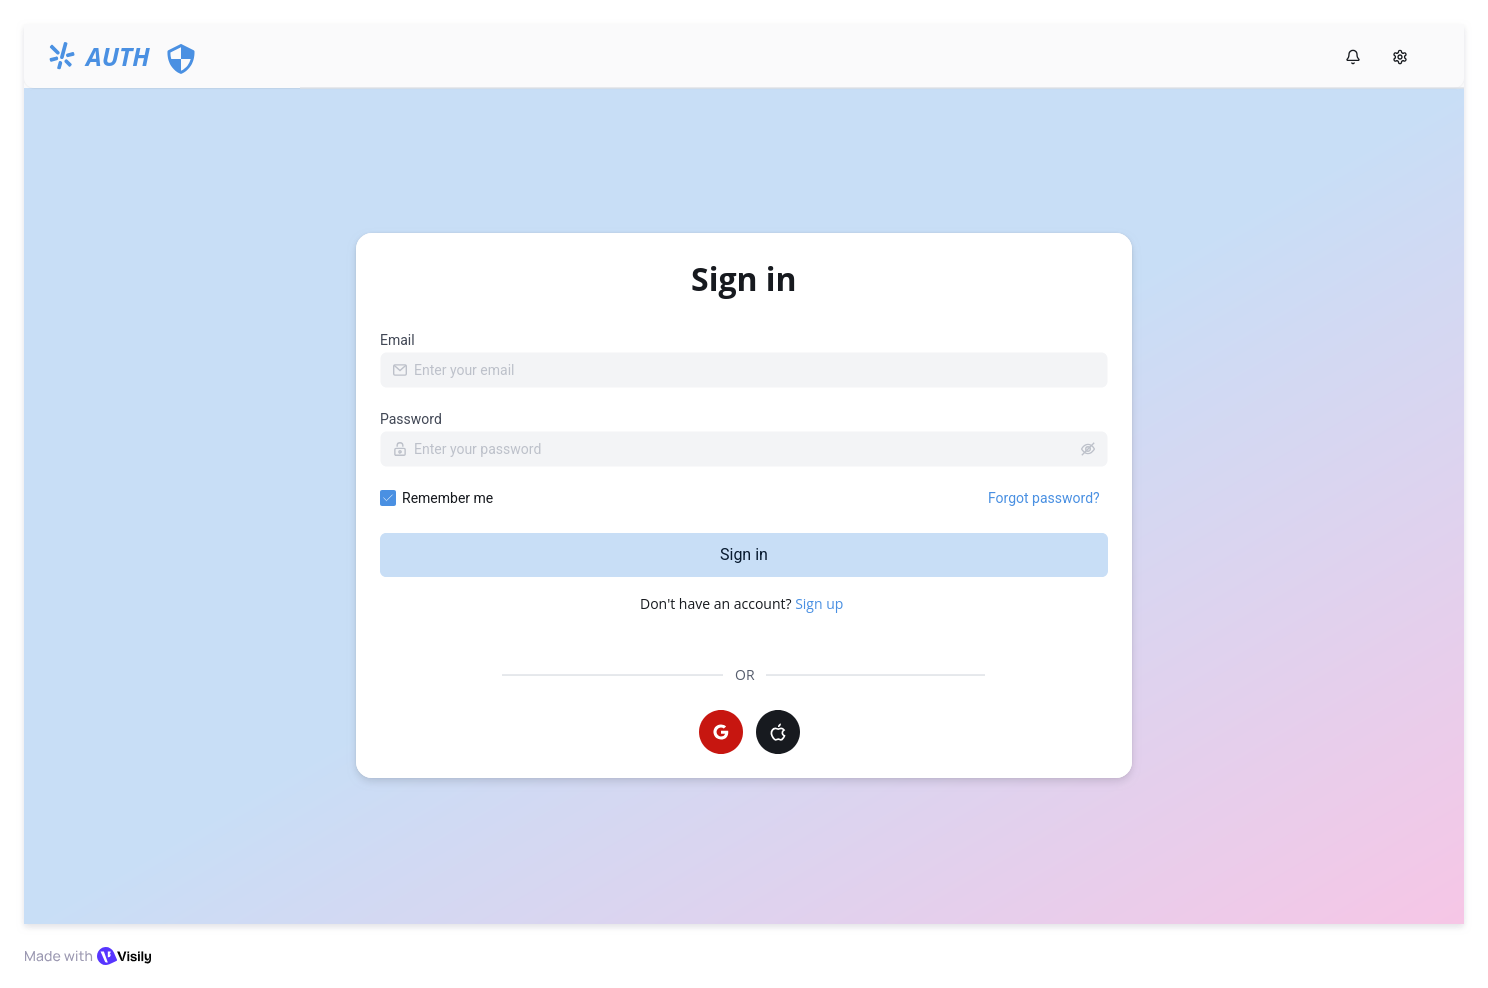 AUTH
Sign in
Email
Enter your email
Password
Enter your password
Remember me
Forgot password?
Sign in
Don't have an account? Sign up
OR
G
Made with Visily